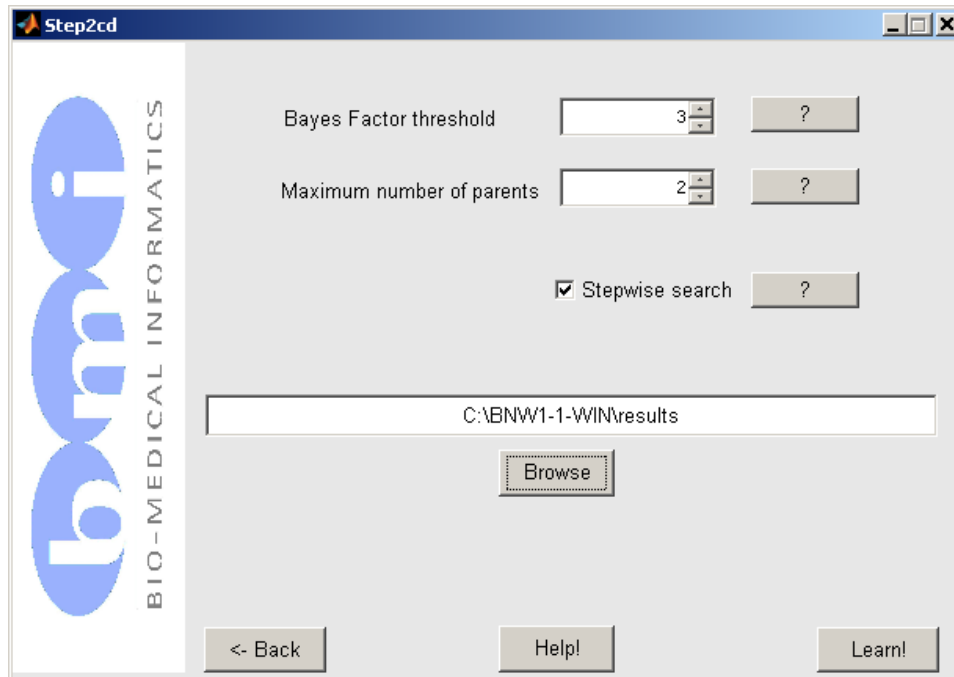 Step2cd
bmi
BIO-MEDICAL INFORMATICS
Bayes Factor threshold 3 ?
Maximum number of parents 2 ?
Stepwise search ?
C:\BNW1-1-WIN\results
Browse
<- Back Help! Learn!